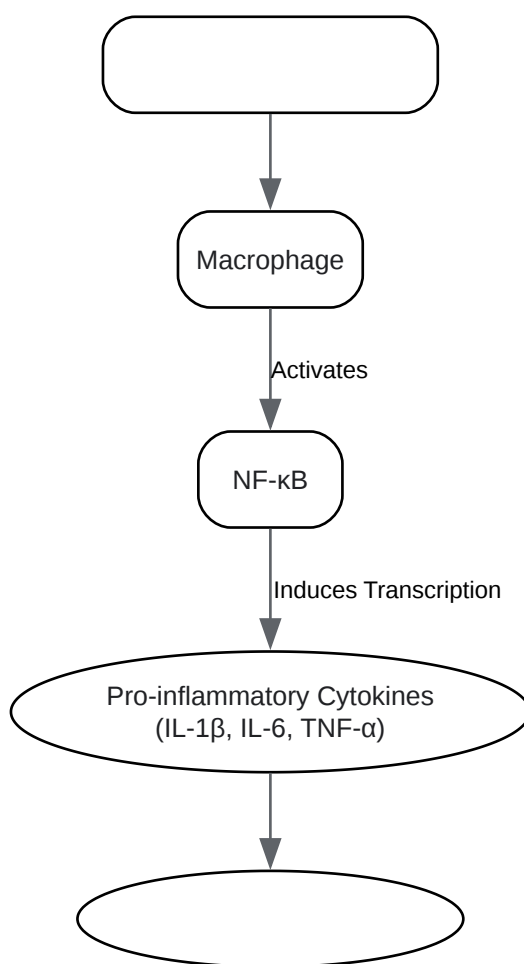 Macrophage
Activates
NF-κB
Induces Transcription
Pro-inflammatory Cytokines
(IL-1β, IL-6, TNF-α)